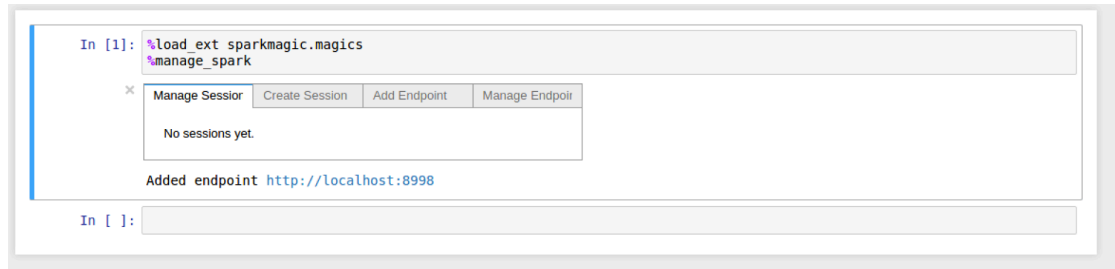 In [1]: %load_ext sparkmagic.magics
%manage_spark
Manage Session Create Session Add Endpoint Manage Endpoin
No sessions yet.
Added endpoint http://localhost:8998
In [ ]: